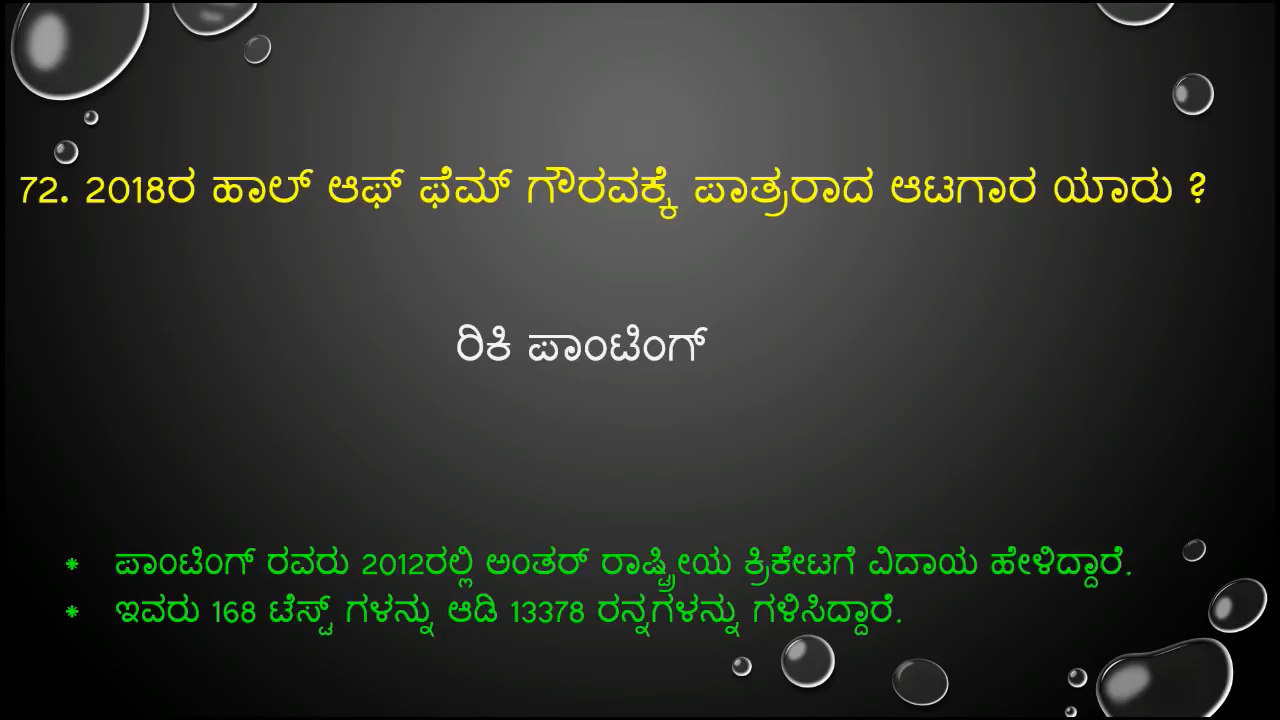 72. 2018ರ ಹಾಲ್ ಆಫ್ ಫೆಮ್ ಗೌರವಕ್ಕೆ ಪಾತ್ರರಾದ ಆಟಗಾರ ಯಾರು ?
ರಿಕಿ ಪಾಂಟಿಂಗ್
* ಪಾಂಟಿಂಗ್ ರವರು 2012ರಲ್ಲಿ ಅಂತರ್ ರಾಷ್ಟ್ರೀಯ ಕ್ರಿಕೇಟಗೆ ವಿದಾಯ ಹೇಳಿದ್ದಾರೆ.
* ಇವರು 168 ಟೆಸ್ಟ್ ಗಳನ್ನು ಆಡಿ 13378 ರನ್ನಗಳನ್ನು ಗಳಿಸಿದ್ದಾರೆ.